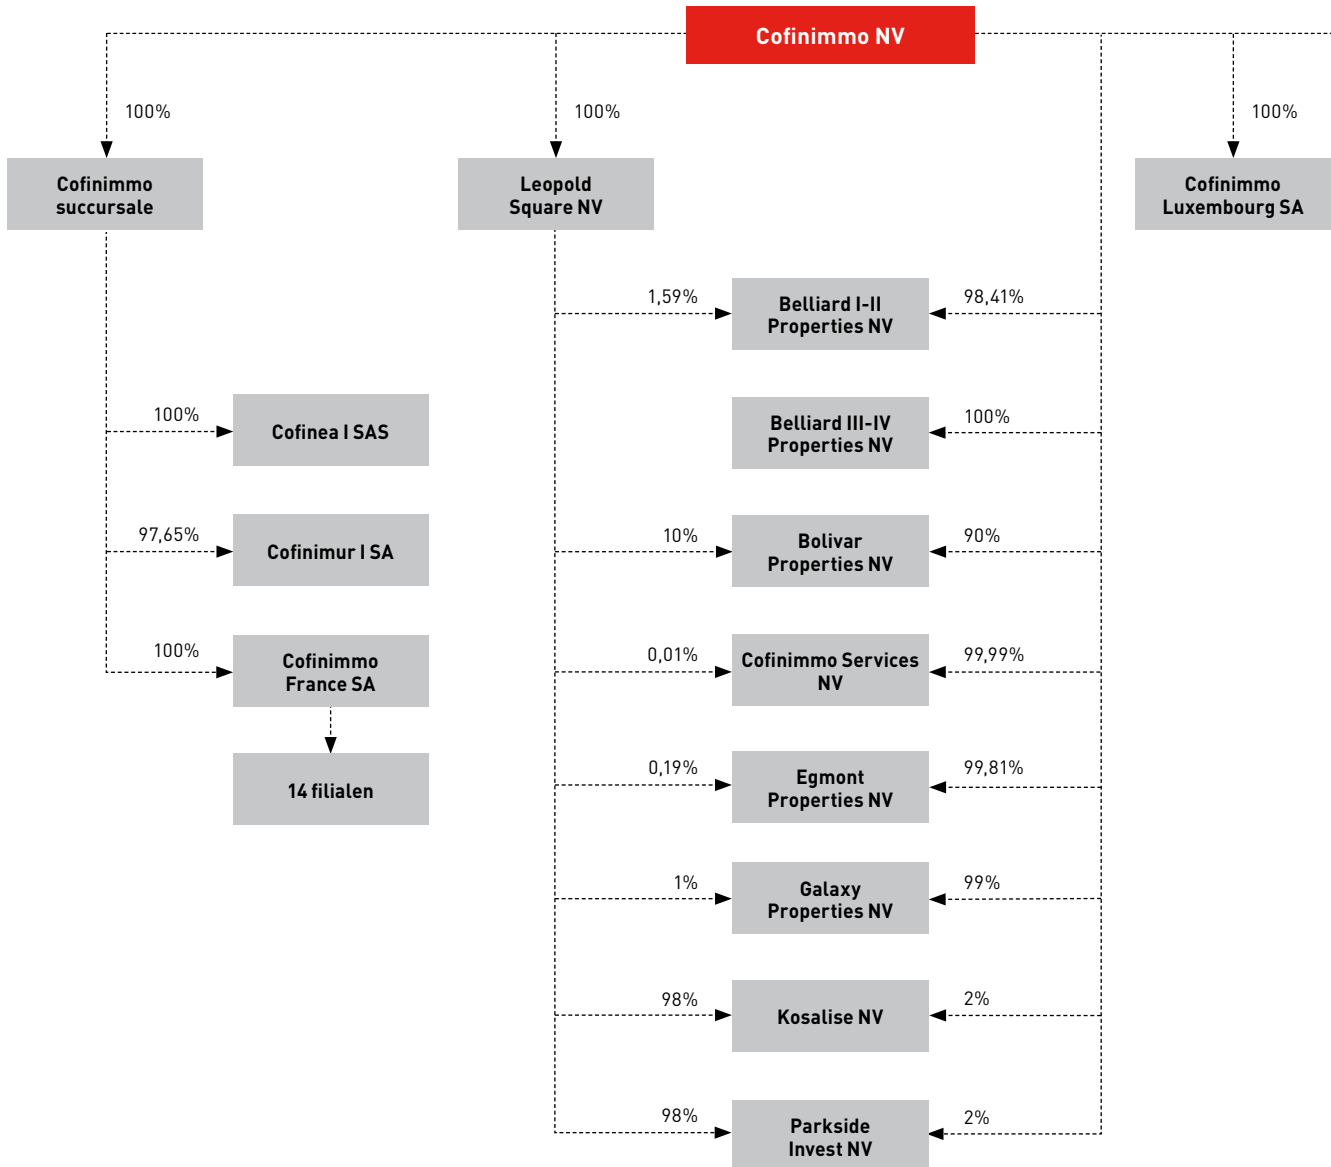 Cofinimmo NV
100%
100%
100%
Cofinimmo
succursale
Leopold
Square NV
Cofinimmo
Luxembourg SA
1,59%
Belliard I-II
Properties NV
98,41%
100%
Cofinea I SAS
Belliard III-IV
Properties NV
100%
97,65%
Cofinimur I SA
10%
Bolivar
Properties NV
90%
100%
Cofinimmo
France SA
0,01%
Cofinimmo Services
NV
99,99%
14 filialen
0,19%
Egmont
Properties NV
99,81%
1%
Galaxy
Properties NV
99%
98%
Kosalise NV
2%
98%
Parkside
Invest NV
2%